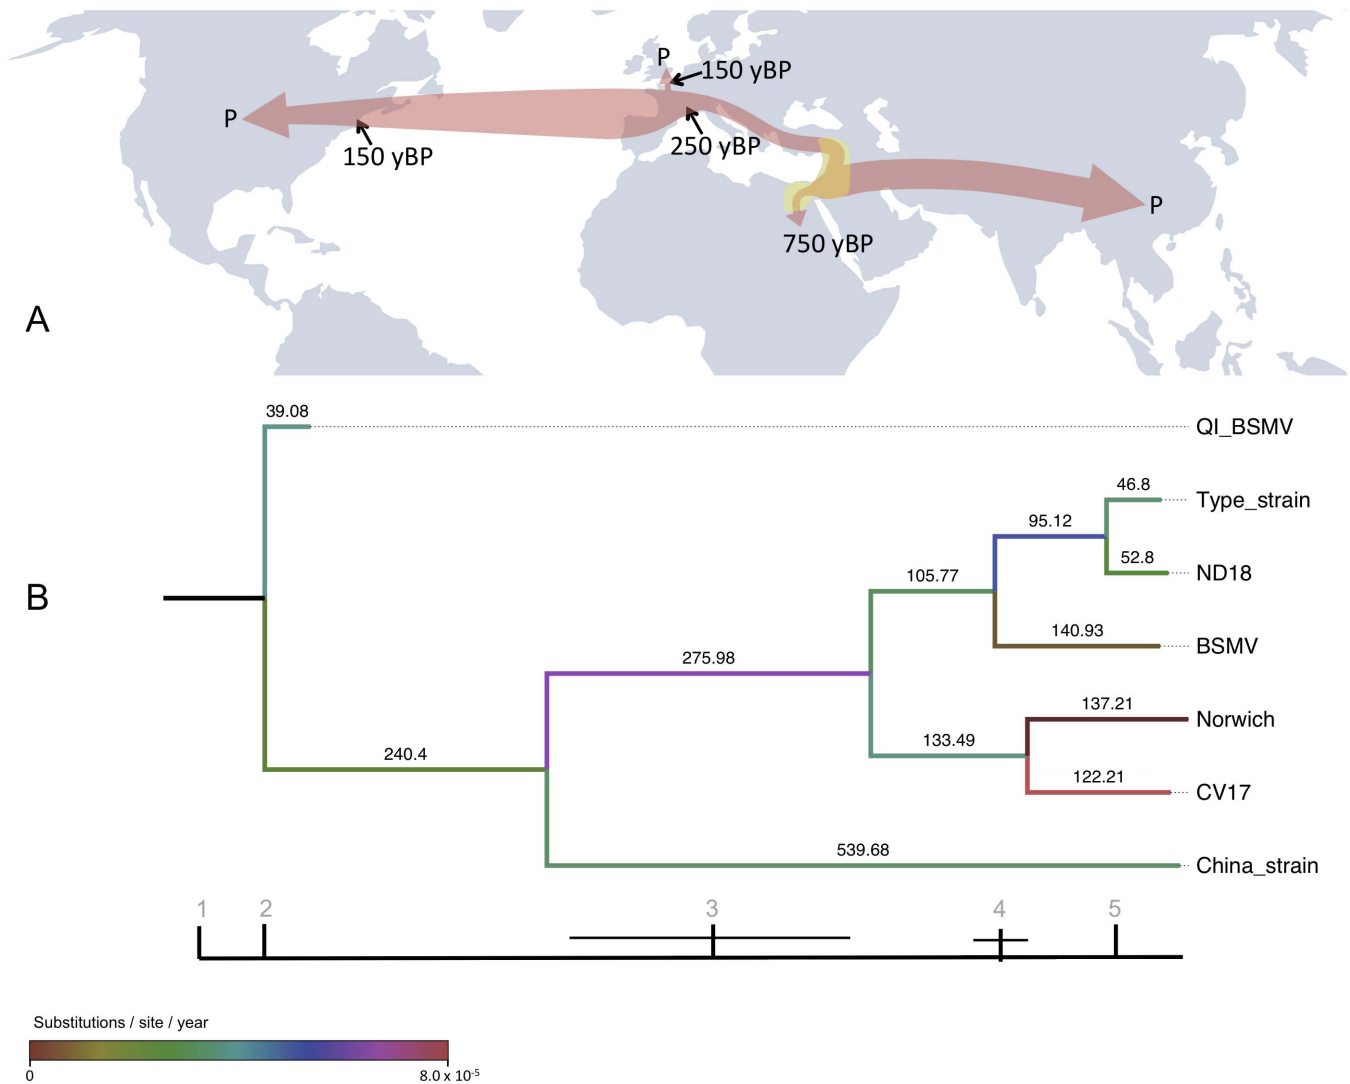 P
150 yBP
P
250 yBP
150 yBP
P
750 yBP
A
39.08
QI_BSMV
46.8
Type_strain
95.12
52.8
ND18
105.77
B
140.93
BSMV
275.98
137.21
Norwich
133.49
240.4
122.21
CV17
539.68
China_strain
1 2 3 4 5
Substitutions / site / year
0 8.0 x 10⁻⁵